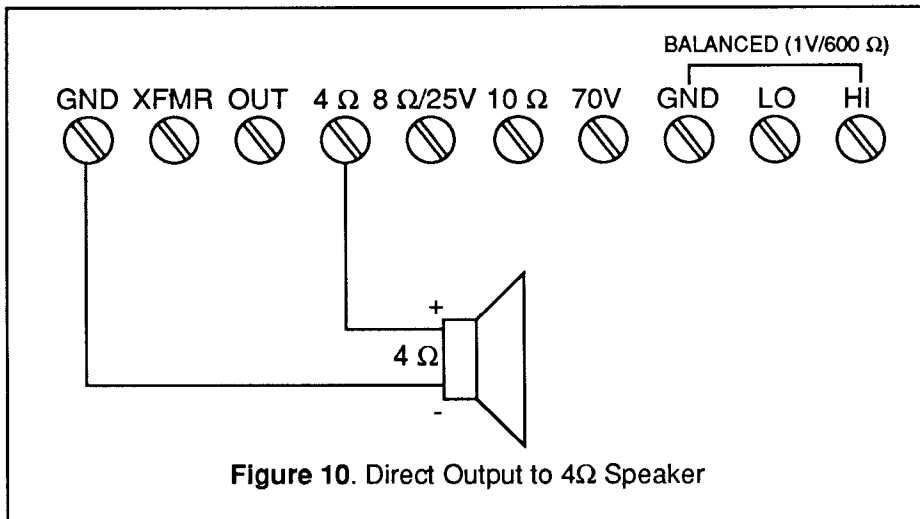 BALANCED (1V/600 Ω)
GND XFMR OUT 4 Ω 8 Ω/25V 10 Ω 70V GND LO HI
+
4 Ω
-
Figure 10. Direct Output to 4Ω Speaker